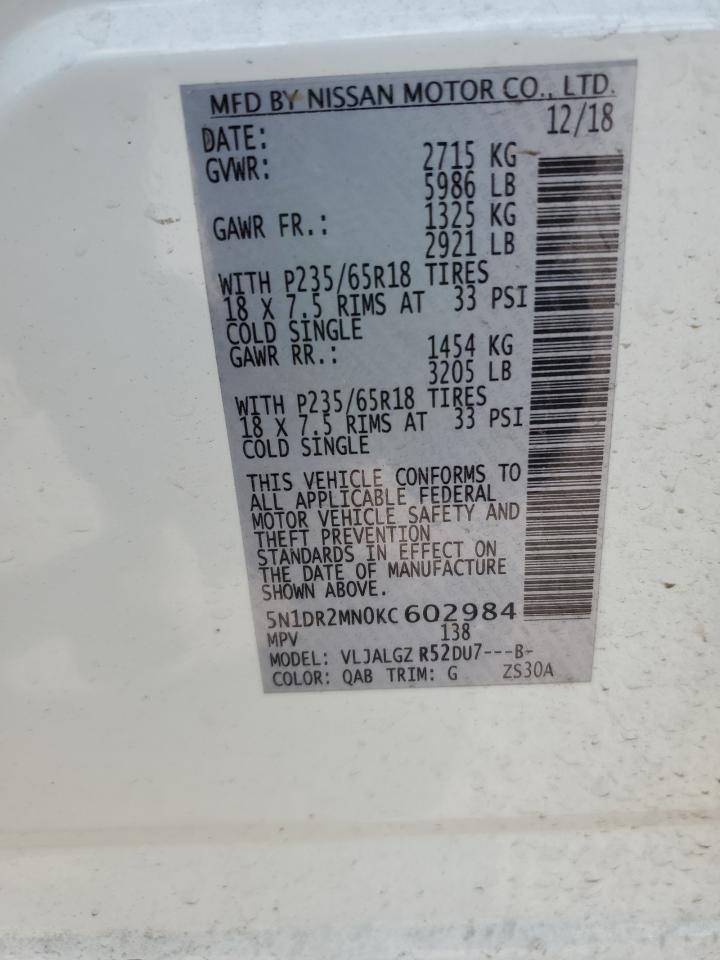 MFD BY NISSAN MOTOR CO., LTD.
DATE: 12/18
GVWR: 2715 KG
5986 LB
GAWR FR.: 1325 KG
2921 LB
WITH P235/65R18 TIRES
18 X 7.5 RIMS AT 33 PSI
COLD SINGLE
GAWR RR.: 1454 KG
3205 LB
WITH P235/65R18 TIRES
18 X 7.5 RIMS AT 33 PSI
COLD SINGLE
THIS VEHICLE CONFORMS TO
ALL APPLICABLE FEDERAL
MOTOR VEHICLE SAFETY AND
THEFT PREVENTION
STANDARDS IN EFFECT ON
THE DATE OF MANUFACTURE
SHOWN ABOVE.
5N1DR2MN0KC602984
MPV 138
MODEL: VLJALGZ R52DU7---B-
COLOR: QAB TRIM: G ZS30A